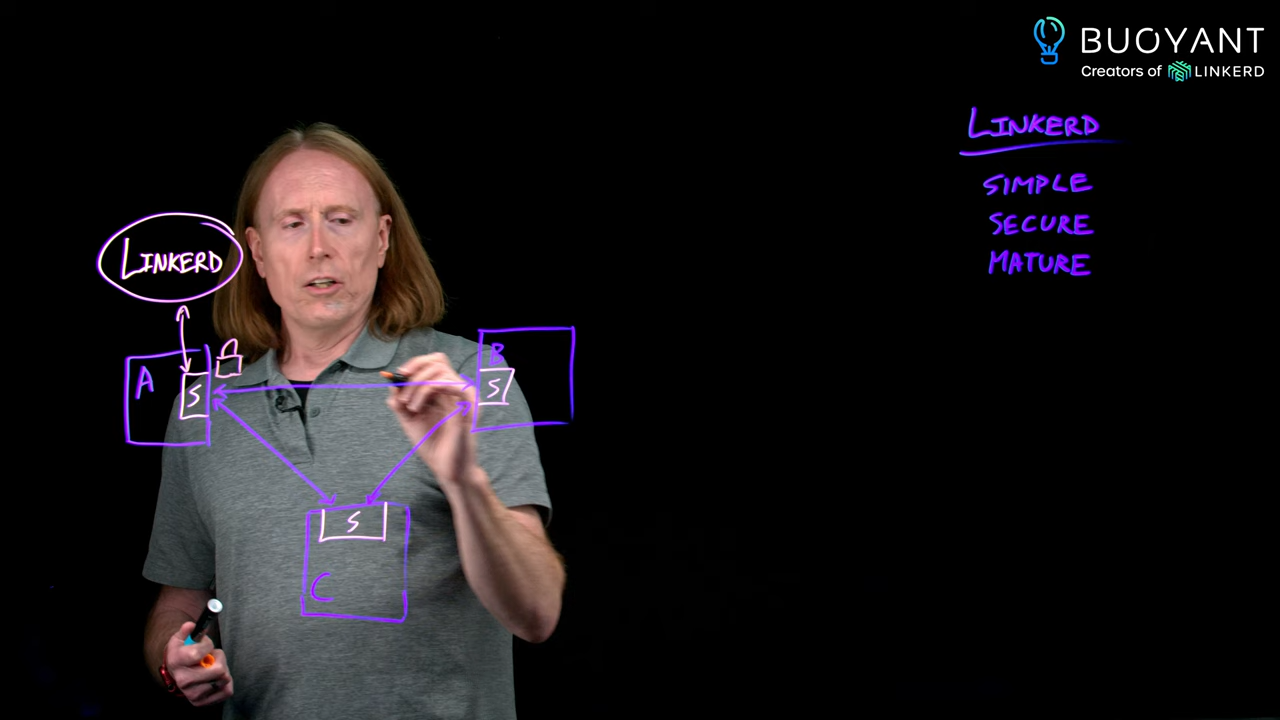 BUOYANT
Creators of LINKERD
LINKERD
SIMPLE
SECURE
MATURE
LINKERD
A
S
B
S
S
C